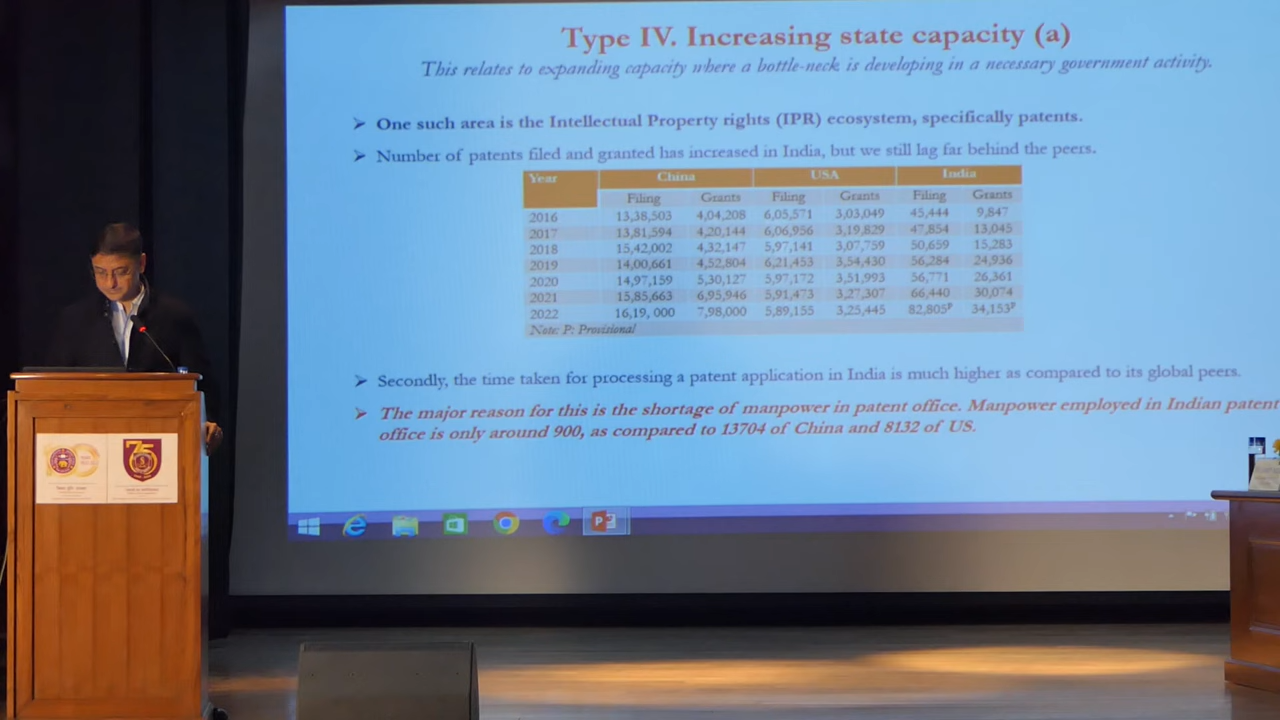 Type IV. Increasing state capacity (a)
This relates to expanding capacity where a bottle-neck is developing in a necessary government activity.
➤ One such area is the Intellectual Property rights (IPR) ecosystem, specifically patents.
➤ Number of patents filed and granted has increased in India, but we still lag far behind the peers.
Year China USA India
Filing Grants Filing Grants Filing Grants
2016 13,38,503 4,04,208 6,05,571 3,03,049 45,444 9,847
2017 13,81,594 4,20,144 6,06,956 3,19,829 47,854 13,045
2018 15,42,002 4,32,147 5,97,141 3,07,759 50,659 15,283
2019 14,00,661 4,52,804 6,21,453 3,54,430 56,284 24,936
2020 14,97,159 5,30,127 5,97,172 3,51,993 56,771 26,361
2021 15,85,663 6,95,946 5,91,473 3,27,307 66,440 30,074
2022 16,19, 000 7,98,000 5,89,155 3,25,445 82,805ᴾ 34,153ᴾ
Note: P: Provisional
➤ Secondly, the time taken for processing a patent application in India is much higher as compared to its global peers.
➤ The major reason for this is the shortage of manpower in patent office. Manpower employed in Indian patent
office is only around 900, as compared to 13704 of China and 8132 of US.
75